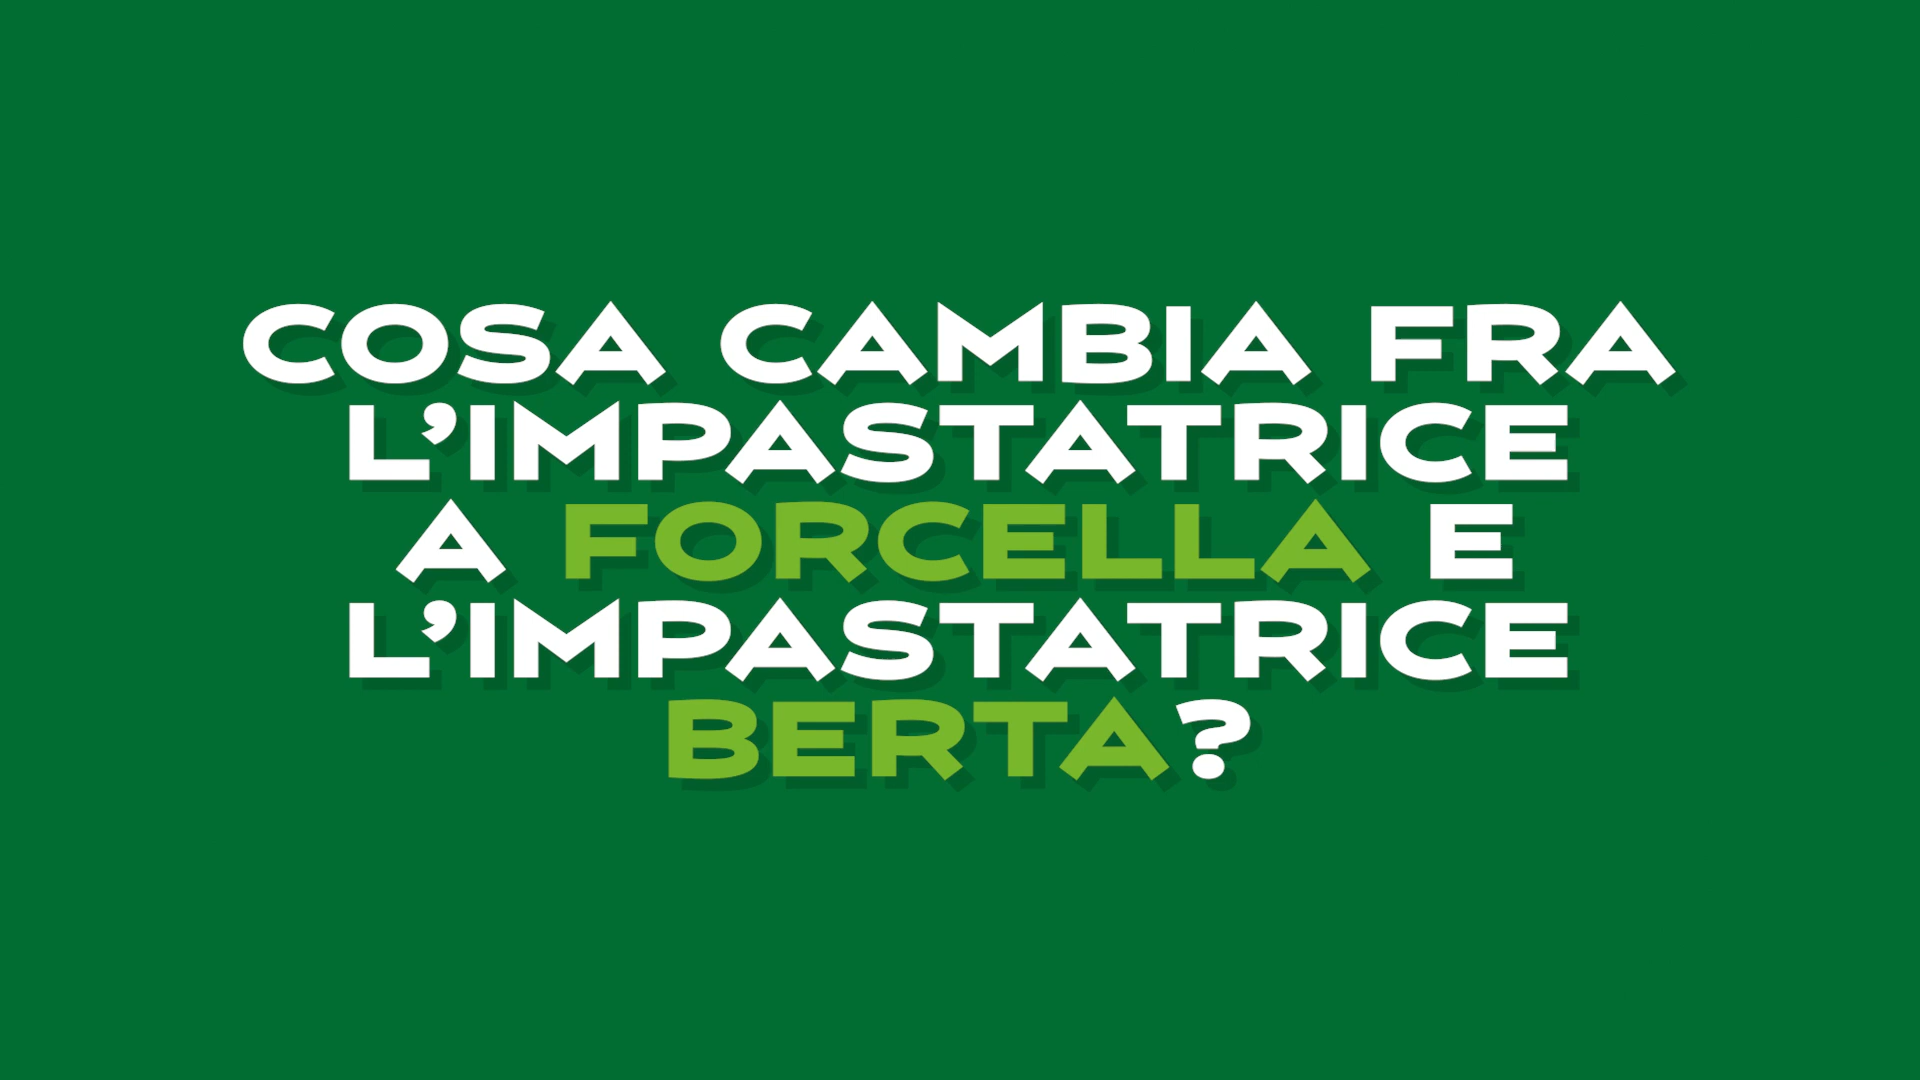 COSA CAMBIA FRA
L’IMPASTATRICE
A FORCELLA E
L’IMPASTATRICE
BERTA?